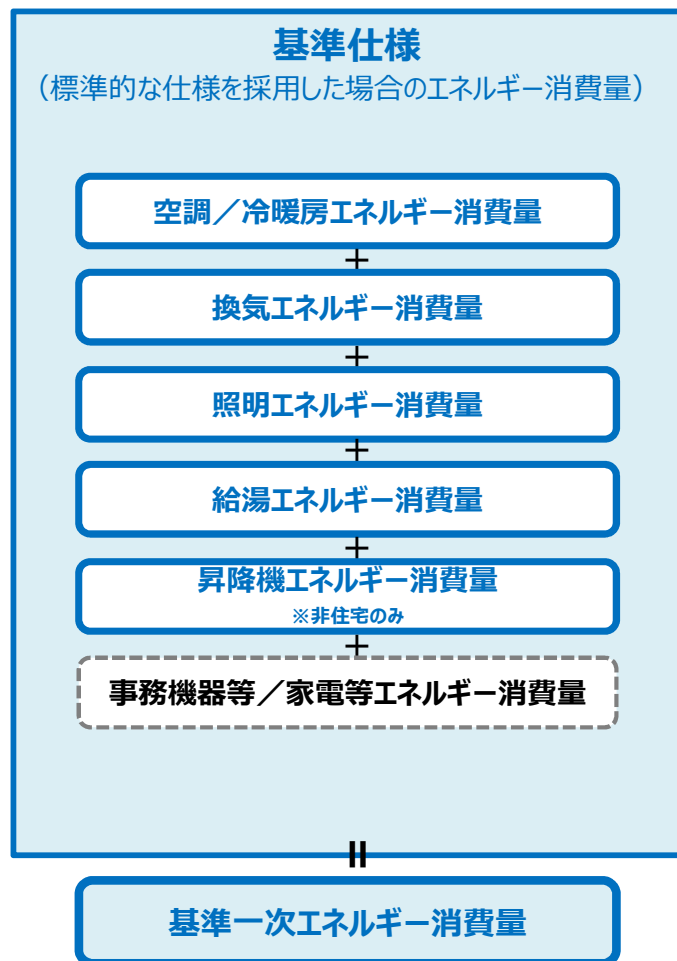 基準仕様
（標準的な仕様を採用した場合のエネルギー消費量）
空調／冷暖房エネルギー消費量
＋
換気エネルギー消費量
＋
照明エネルギー消費量
＋
給湯エネルギー消費量
＋
昇降機エネルギー消費量
※非住宅のみ
＋
事務機器等／家電等エネルギー消費量
＝
基準一次エネルギー消費量